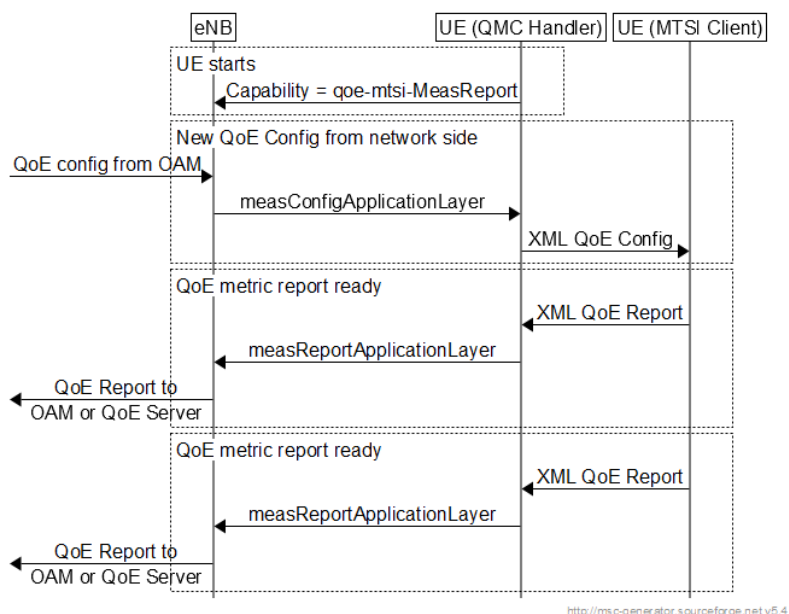 eNB
UE (QMC Handler)
UE (MTSI Client)
UE starts
Capability = qoe-mtsi-MeasReport
New QoE Config from network side
QoE config from OAM
measConfigApplicationLayer
XML QoE Config
QoE metric report ready
XML QoE Report
measReportApplicationLayer
QoE Report to
OAM or QoE Server
QoE metric report ready
XML QoE Report
measReportApplicationLayer
QoE Report to
OAM or QoE Server
http://msc-generator.sourceforge.net v5.4